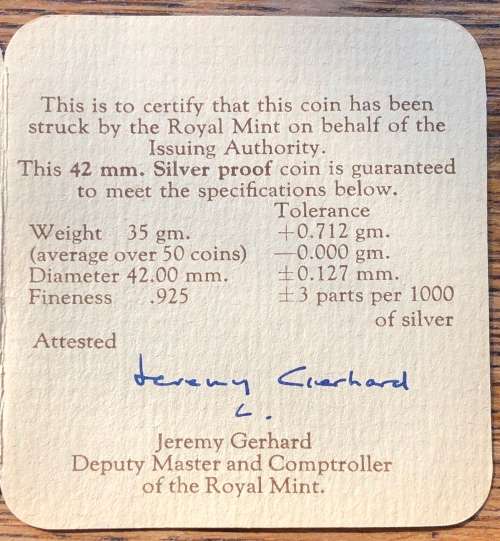 This is to certify that this coin has been
struck by the Royal Mint on behalf of the
Issuing Authority.
This 42 mm. Silver proof coin is guaranteed
to meet the specifications below.
Tolerance
Weight 35 gm. +0.712 gm.
(average over 50 coins) —0.000 gm.
Diameter 42.00 mm. ±0.127 mm.
Fineness .925 ±3 parts per 1000
of silver
Attested
Jeremy Gerhard
Jeremy Gerhard
Deputy Master and Comptroller
of the Royal Mint.